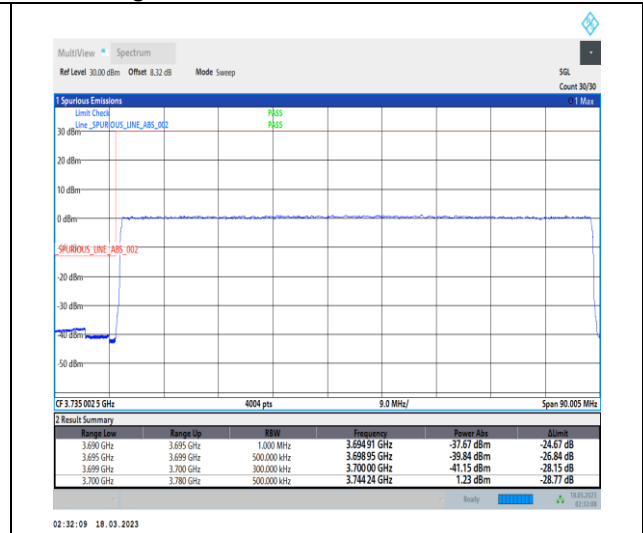 MultiView Spectrum
Ref Level 30.00 dBm Offset 8.32 dB Mode Sweep SGL
Count 30/30
1 Spurious Emissions 1 Max
Limit Check PASS
Line _SPURIOUS_LINE_ABS_002 PASS
30 dBm
20 dBm
10 dBm
0 dBm
_SPURIOUS_LINE_ABS_002
-20 dBm
-30 dBm
-40 dBm
-50 dBm
CF 3.735 002 5 GHz 4004 pts 9.0 MHz/ Span 90.005 MHz
2 Result Summary
Range Low Range Up RBW Frequency Power Abs ΔLimit
3.690 GHz 3.695 GHz 1.000 MHz 3.694 91 GHz -37.67 dBm -24.67 dB
3.695 GHz 3.699 GHz 500.000 kHz 3.698 95 GHz -39.84 dBm -26.84 dB
3.699 GHz 3.700 GHz 300.000 kHz 3.700 00 GHz -41.15 dBm -28.15 dB
3.700 GHz 3.780 GHz 500.000 kHz 3.744 24 GHz 1.23 dBm -28.77 dB
Ready 18.03.2023
02:32:08
02:32:09 18.03.2023